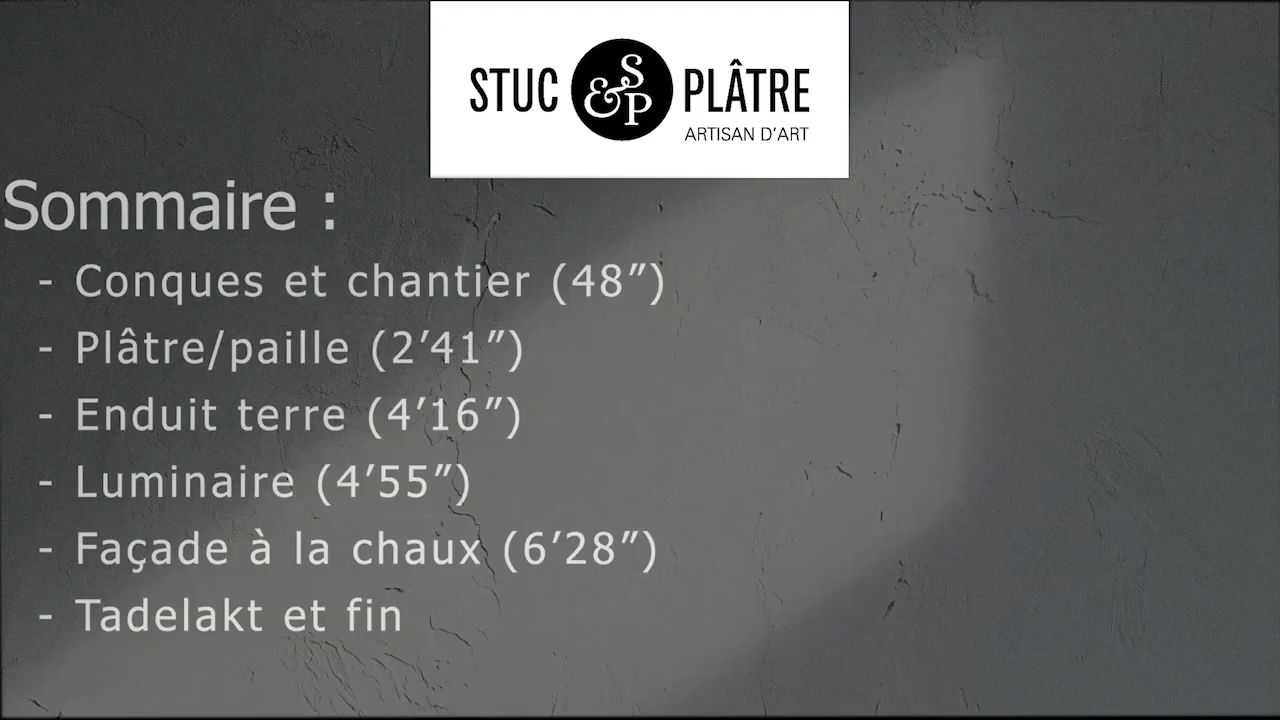 STUC S&P PLÂTRE
ARTISAN D'ART
Sommaire :
- Conques et chantier (48”)
- Plâtre/paille (2’41”)
- Enduit terre (4’16”)
- Luminaire (4’55”)
- Façade à la chaux (6’28”)
- Tadelakt et fin